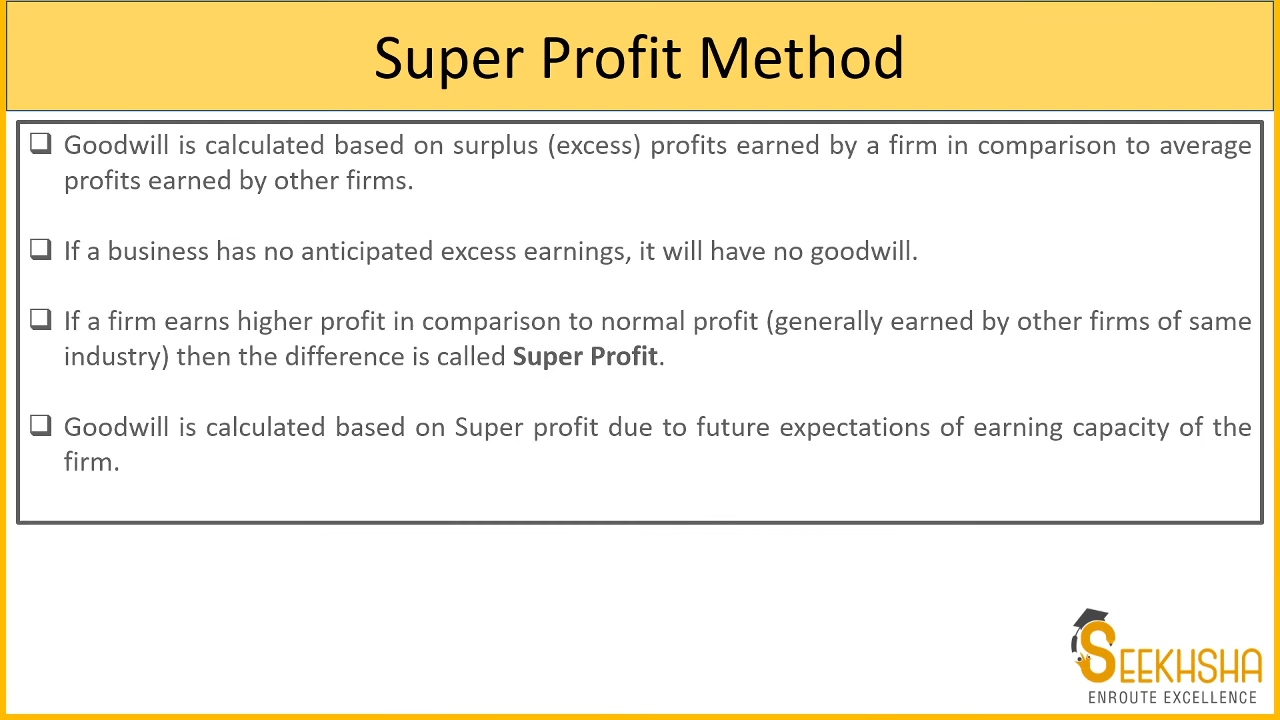 Super Profit Method
❑ Goodwill is calculated based on surplus (excess) profits earned by a firm in comparison to average
profits earned by other firms.
❑ If a business has no anticipated excess earnings, it will have no goodwill.
❑ If a firm earns higher profit in comparison to normal profit (generally earned by other firms of same
industry) then the difference is called Super Profit.
❑ Goodwill is calculated based on Super profit due to future expectations of earning capacity of the
firm.
SEEKHSHA
ENROUTE EXCELLENCE